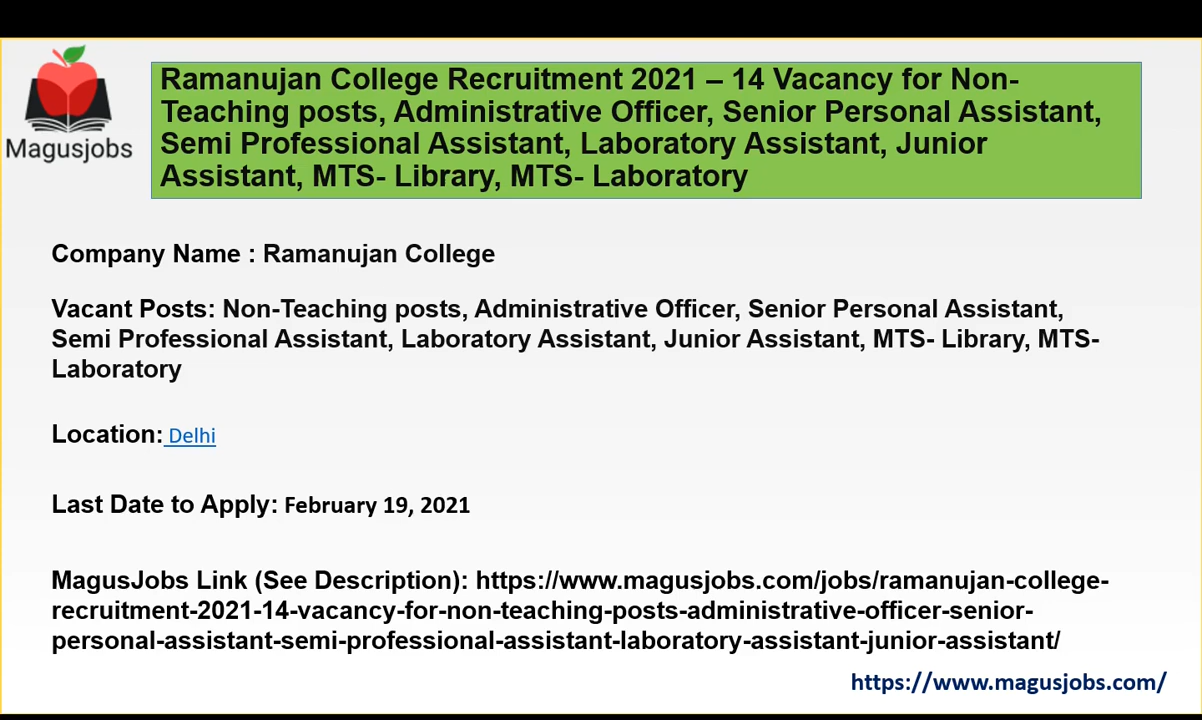 Magusjobs
Ramanujan College Recruitment 2021 – 14 Vacancy for Non-
Teaching posts, Administrative Officer, Senior Personal Assistant,
Semi Professional Assistant, Laboratory Assistant, Junior
Assistant, MTS- Library, MTS- Laboratory
Company Name : Ramanujan College
Vacant Posts: Non-Teaching posts, Administrative Officer, Senior Personal Assistant,
Semi Professional Assistant, Laboratory Assistant, Junior Assistant, MTS- Library, MTS-
Laboratory
Location: Delhi
Last Date to Apply: February 19, 2021
MagusJobs Link (See Description): https://www.magusjobs.com/jobs/ramanujan-college-
recruitment-2021-14-vacancy-for-non-teaching-posts-administrative-officer-senior-
personal-assistant-semi-professional-assistant-laboratory-assistant-junior-assistant/
https://www.magusjobs.com/